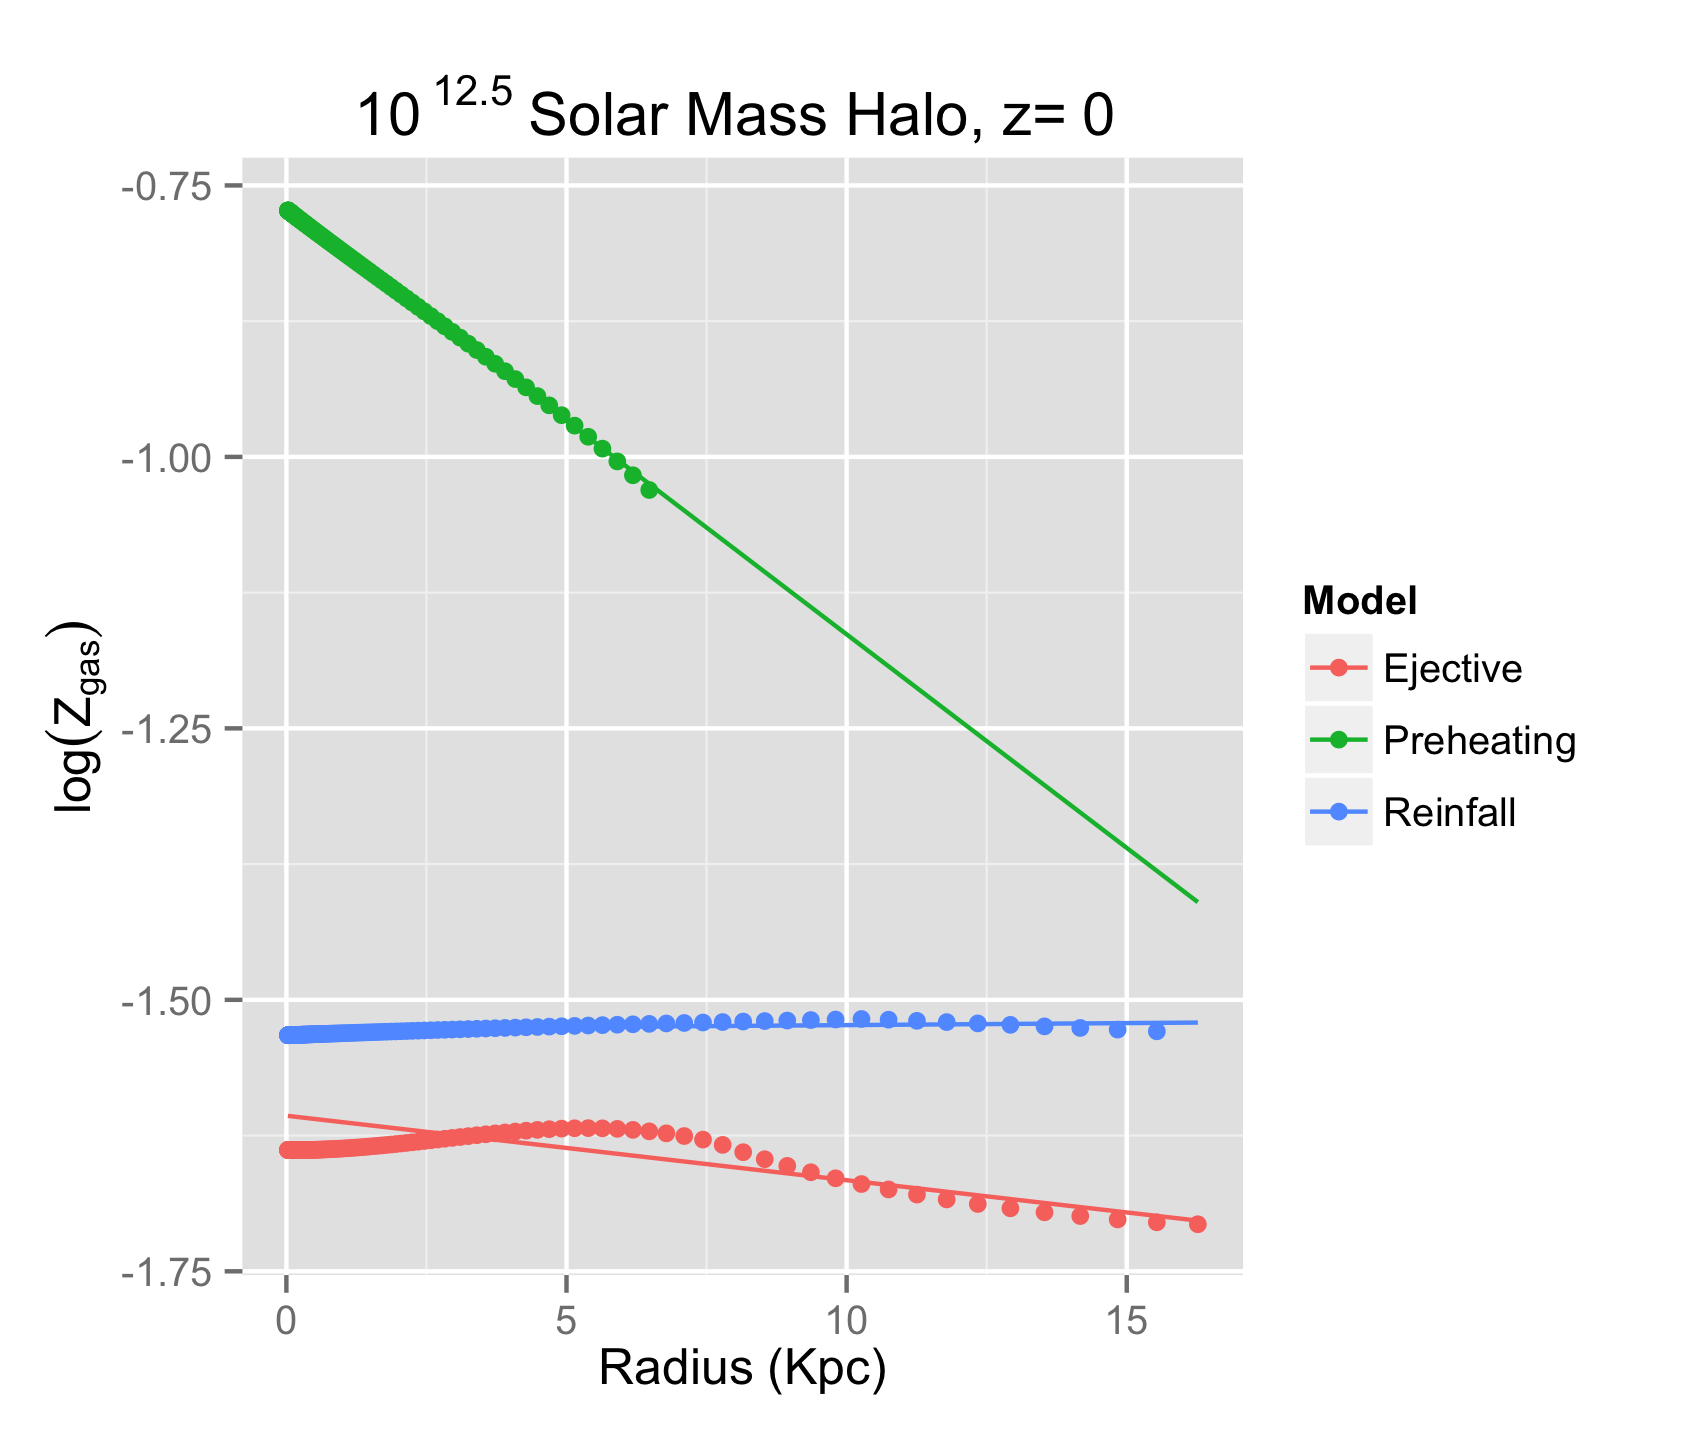 10 12.5 Solar Mass Halo, z= 0
-0.75
-1.00
-1.25
-1.50
-1.75
log(Zgas)
0 5 10 15
Radius (Kpc)
Model
Ejective
Preheating
Reinfall